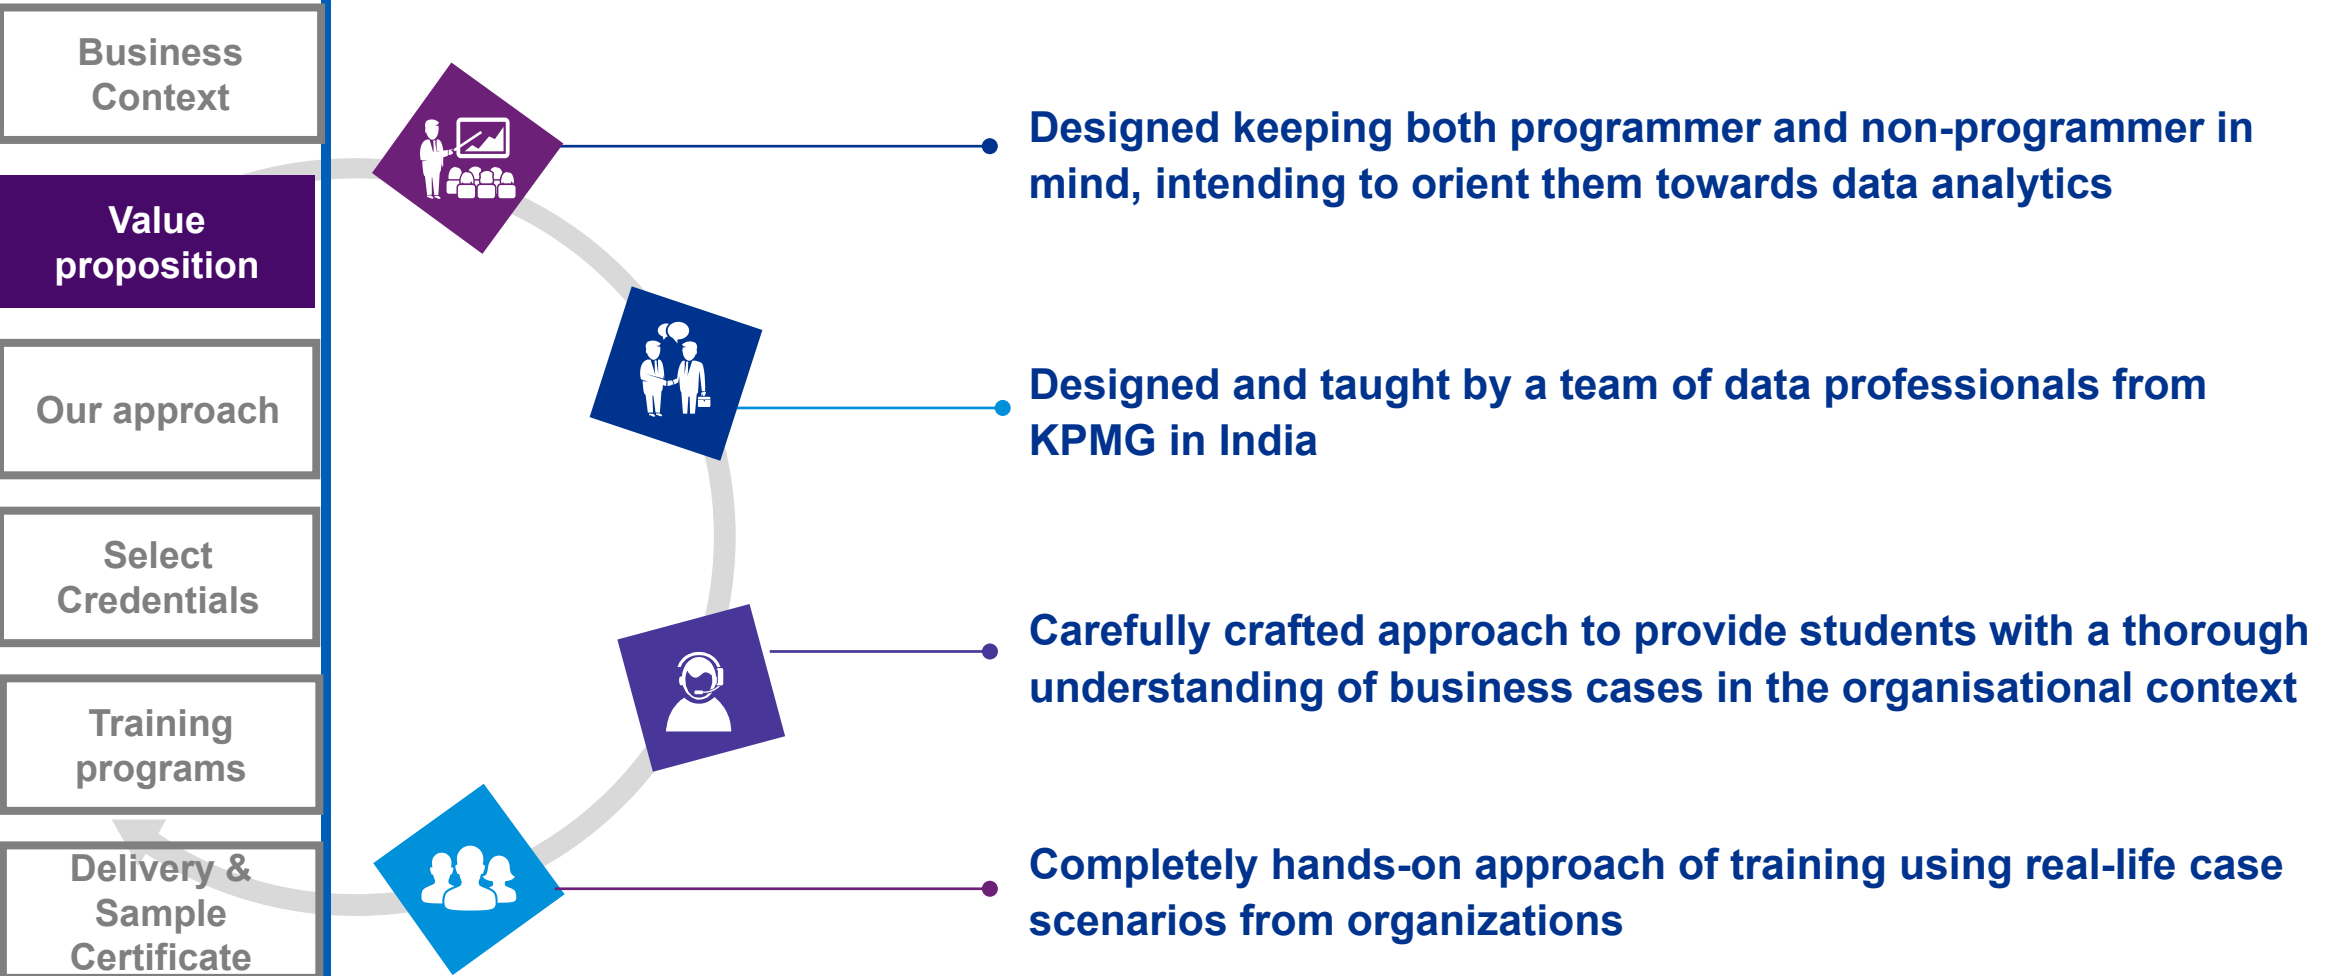 Business
Context
Value
proposition
Our approach
Select
Credentials
Training
programs
Delivery &
Sample
Certificate
Designed keeping both programmer and non-programmer in
mind, intending to orient them towards data analytics
Designed and taught by a team of data professionals from
KPMG in India
Carefully crafted approach to provide students with a thorough
understanding of business cases in the organisational context
Completely hands-on approach of training using real-life case
scenarios from organizations